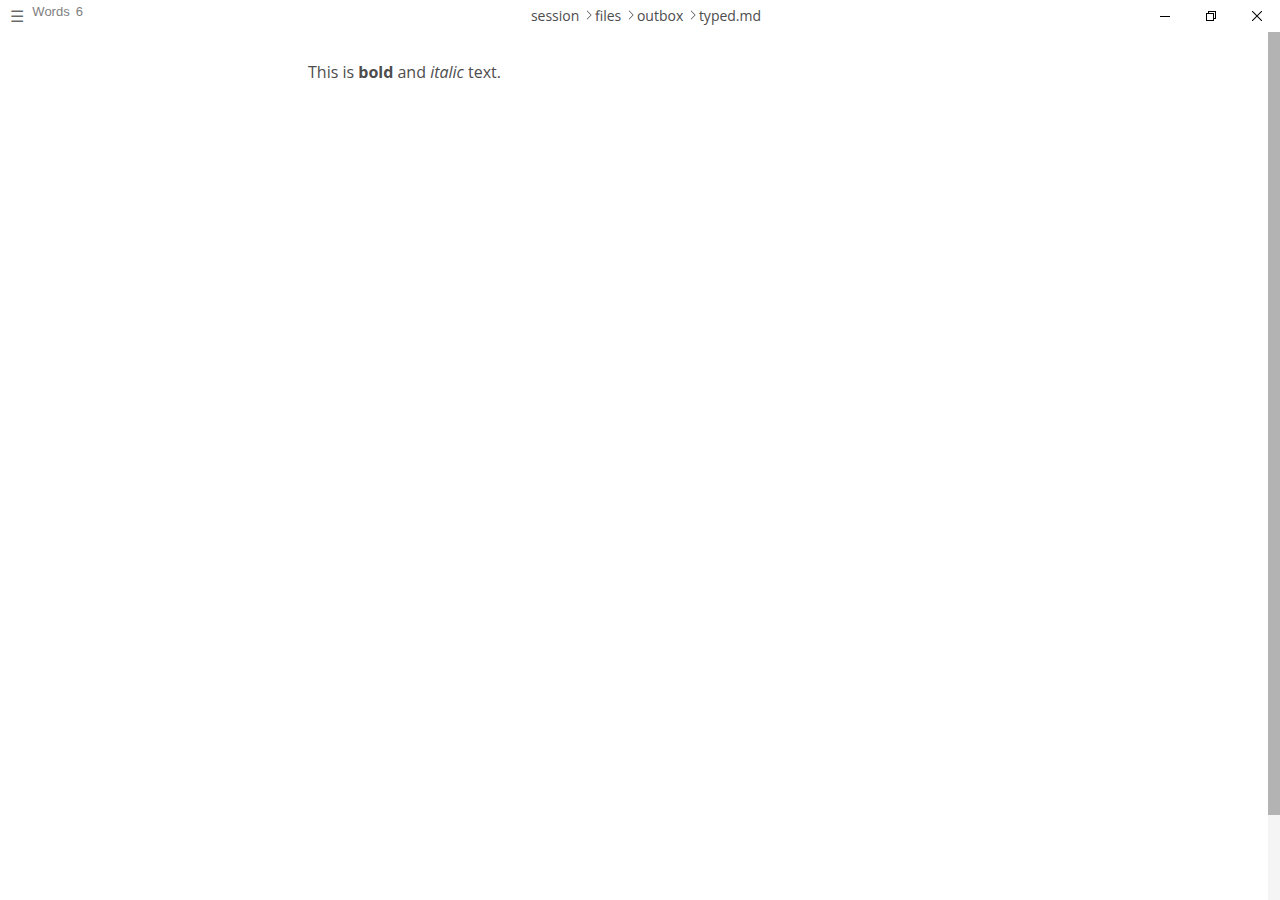 Words 6
session > files > outbox > typed.md
This is bold and italic text.